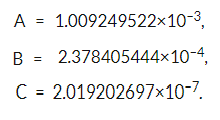 A = 1.009249522×10⁻³,
B = 2.378405444×10⁻⁴,
C = 2.019202697×10⁻⁷.